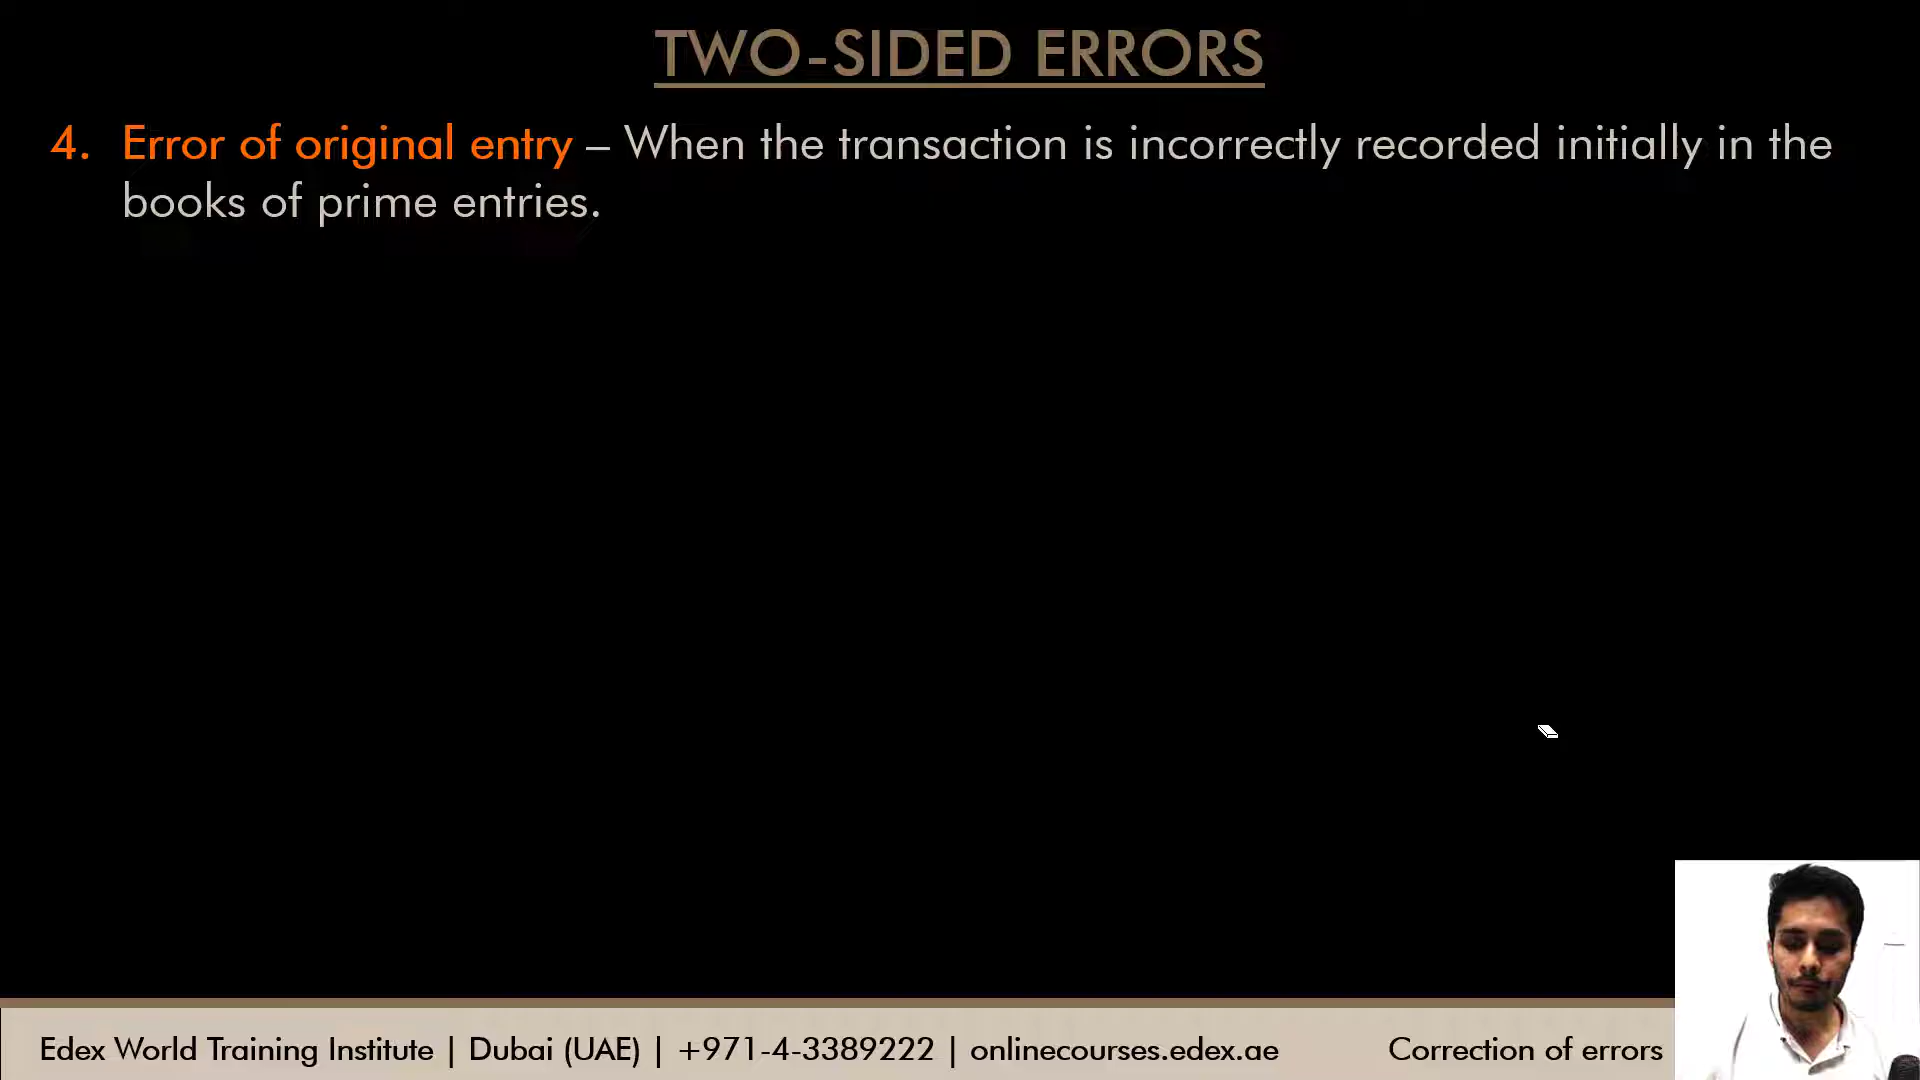 TWO-SIDED ERRORS
4. Error of original entry – When the transaction is incorrectly recorded initially in the
books of prime entries.
Edex World Training Institute | Dubai (UAE) | +971-4-3389222 | onlinecourses.edex.ae Correction of errors